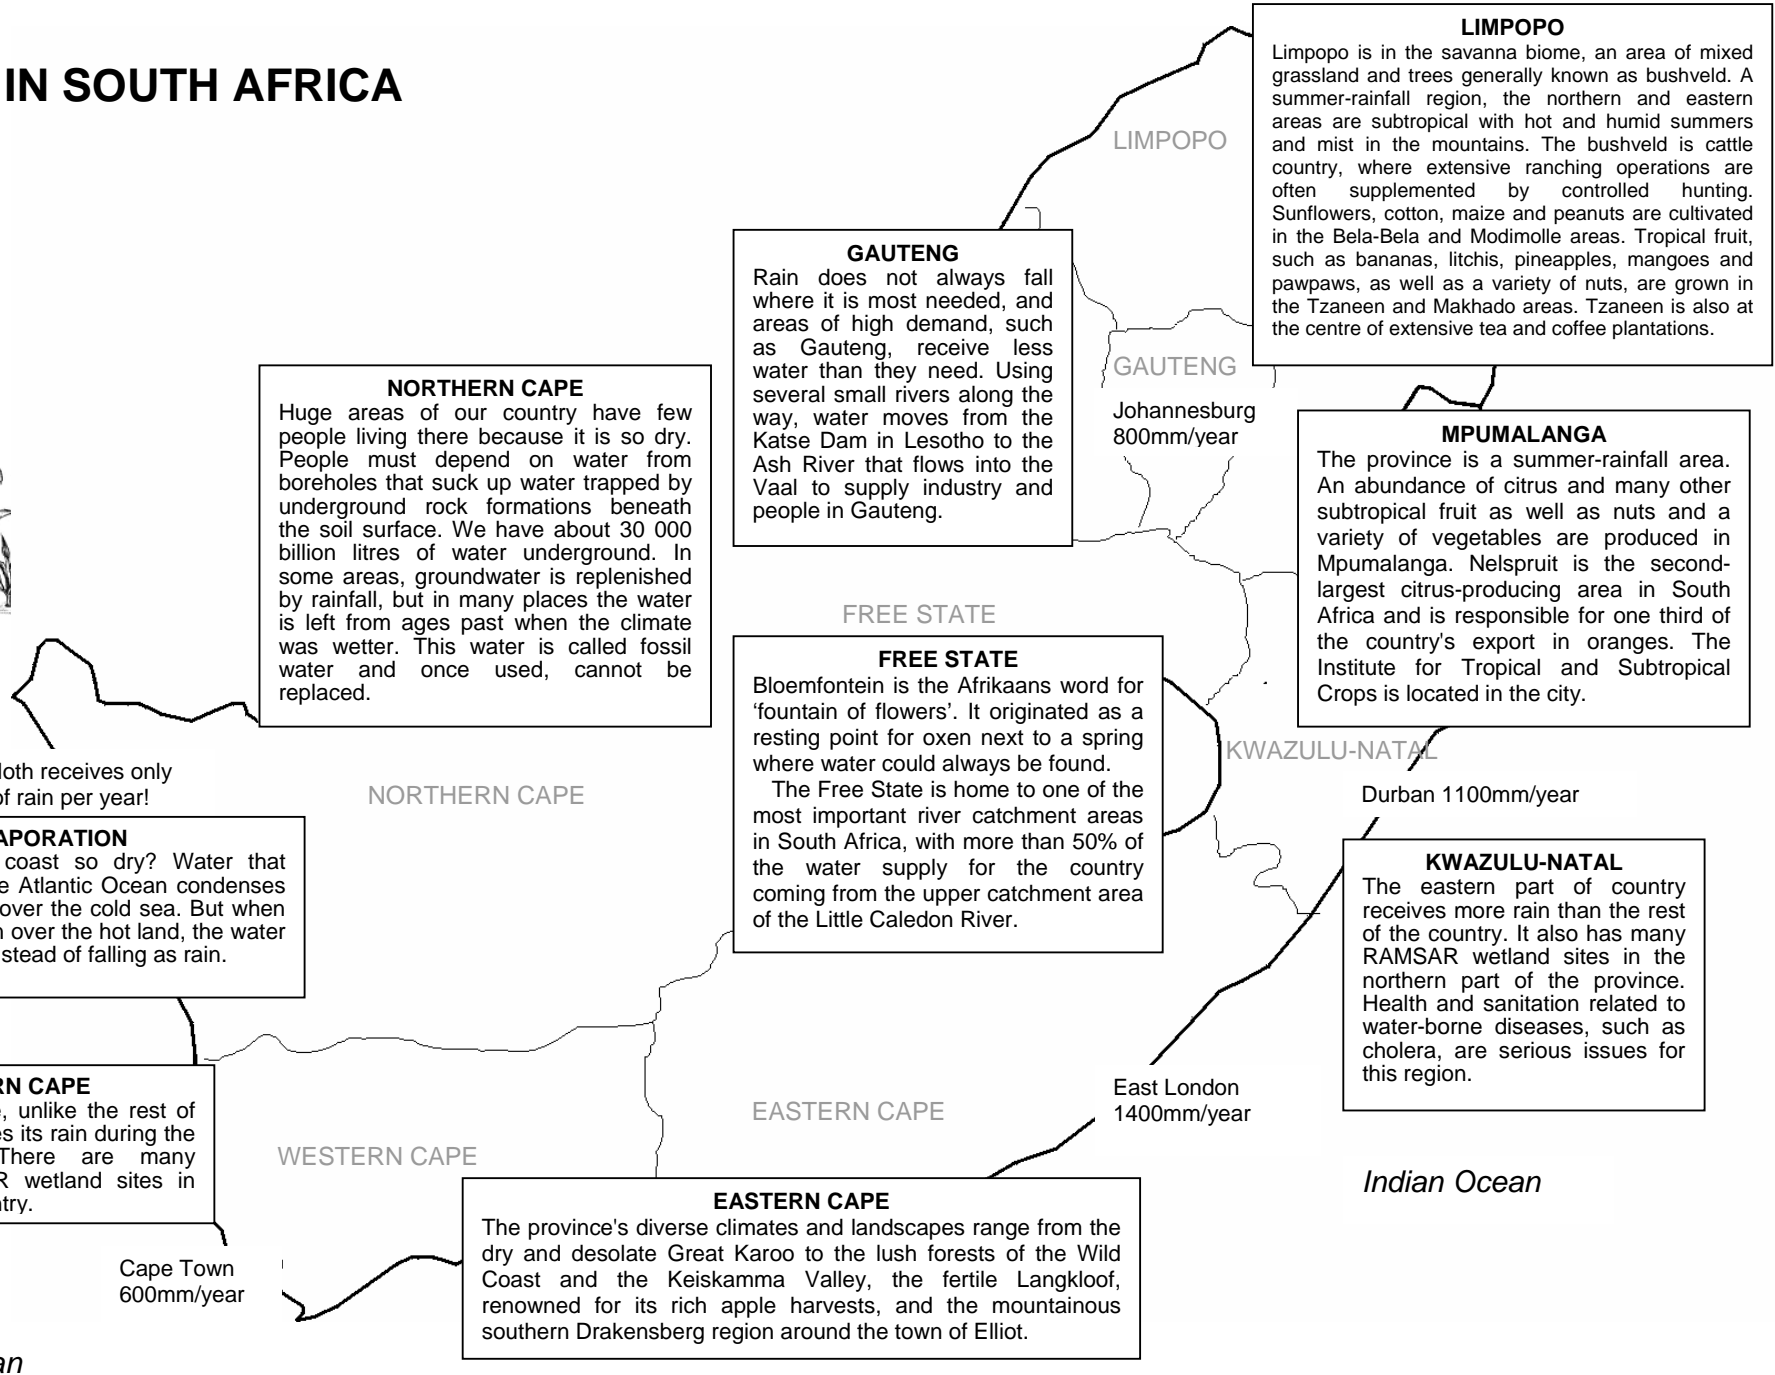 IN SOUTH AFRICA
LIMPOPO
Limpopo is in the savanna biome, an area of mixed
grassland and trees generally known as bushveld. A
summer-rainfall region, the northern and eastern
areas are subtropical with hot and humid summers
and mist in the mountains. The bushveld is cattle
country, where extensive ranching operations are
often supplemented by controlled hunting.
Sunflowers, cotton, maize and peanuts are cultivated
in the Bela-Bela and Modimolle areas. Tropical fruit,
such as bananas, litchis, pineapples, mangoes and
pawpaws, as well as a variety of nuts, are grown in
the Tzaneen and Makhado areas. Tzaneen is also at
the centre of extensive tea and coffee plantations.
LIMPOPO
GAUTENG
Rain does not always fall
where it is most needed, and
areas of high demand, such
as Gauteng, receive less
water than they need. Using
several small rivers along the
way, water moves from the
Katse Dam in Lesotho to the
Ash River that flows into the
Vaal to supply industry and
people in Gauteng.
GAUTENG
Johannesburg
800mm/year
NORTHERN CAPE
Huge areas of our country have few
people living there because it is so dry.
People must depend on water from
boreholes that suck up water trapped by
underground rock formations beneath
the soil surface. We have about 30 000
billion litres of water underground. In
some areas, groundwater is replenished
by rainfall, but in many places the water
is left from ages past when the climate
was wetter. This water is called fossil
water and once used, cannot be
replaced.
MPUMALANGA
The province is a summer-rainfall area.
An abundance of citrus and many other
subtropical fruit as well as nuts and a
variety of vegetables are produced in
Mpumalanga. Nelspruit is the second-
largest citrus-producing area in South
Africa and is responsible for one third of
the country's export in oranges. The
Institute for Tropical and Subtropical
Crops is located in the city.
FREE STATE
FREE STATE
Bloemfontein is the Afrikaans word for
‘fountain of flowers’. It originated as a
resting point for oxen next to a spring
where water could always be found.
The Free State is home to one of the
most important river catchment areas
in South Africa, with more than 50% of
the water supply for the country
coming from the upper catchment area
of the Little Caledon River.
KWAZULU-NATAL
loth receives only
of rain per year!
NORTHERN CAPE
Durban 1100mm/year
APORATION
coast so dry? Water that
e Atlantic Ocean condenses
over the cold sea. But when
n over the hot land, the water
stead of falling as rain.
KWAZULU-NATAL
The eastern part of country
receives more rain than the rest
of the country. It also has many
RAMSAR wetland sites in the
northern part of the province.
Health and sanitation related to
water-borne diseases, such as
cholera, are serious issues for
this region.
RN CAPE
e, unlike the rest of
es its rain during the
There are many
R wetland sites in
ntry.
East London
1400mm/year
EASTERN CAPE
WESTERN CAPE
Indian Ocean
EASTERN CAPE
The province's diverse climates and landscapes range from the
dry and desolate Great Karoo to the lush forests of the Wild
Coast and the Keiskamma Valley, the fertile Langkloof,
renowned for its rich apple harvests, and the mountainous
southern Drakensberg region around the town of Elliot.
Cape Town
600mm/year
an